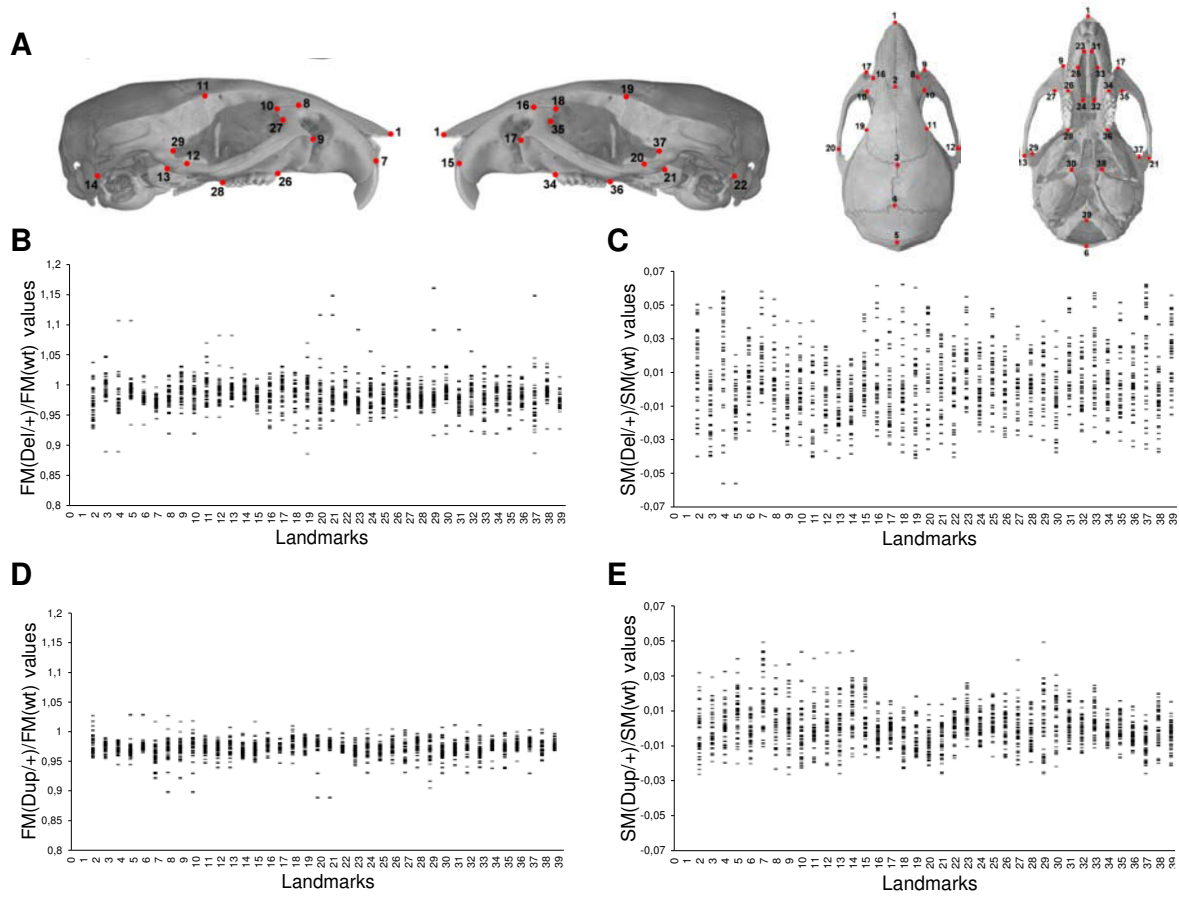 A
11 10 8 27 9 1 7 29 12 13 14 28 26
16 18 19 35 17 1 15 37 20 21 22 34 36
1 17 16 2 8 9 10 19 11 20 12 3 4 5
1 23 31 9 17 33 26 27 34 35 24 32 36 29 13 37 21 30 38 39 6
B
FM(Del/+)/FM(wt) values
1,2
1,15
1,1
1,05
1
0,95
0,9
0,85
0,8
0 1 2 3 4 5 6 7 8 9 10 11 12 13 14 15 16 17 18 19 20 21 22 23 24 25 26 27 28 29 30 31 32 33 34 35 36 37 38 39
Landmarks
C
SM(Del/+)/SM(wt) values
0,07
0,05
0,03
0,01
-0,01
-0,03
-0,05
-0,07
0 1 2 3 4 5 6 7 8 9 10 11 12 13 14 15 16 17 18 19 20 21 22 23 24 25 26 27 28 29 30 31 32 33 34 35 36 37 38 39
Landmarks
D
FM(Dup/+)/FM(wt) values
1,2
1,15
1,1
1,05
1
0,95
0,9
0,85
0,8
0 1 2 3 4 5 6 7 8 9 10 11 12 13 14 15 16 17 18 19 20 21 22 23 24 25 26 27 28 29 30 31 32 33 34 35 36 37 38 39
Landmarks
E
SM(Dup/+)/SM(wt) values
0,07
0,05
0,03
0,01
-0,01
-0,03
-0,05
-0,07
0 1 2 3 4 5 6 7 8 9 10 11 12 13 14 15 16 17 18 19 20 21 22 23 24 25 26 27 28 29 30 31 32 33 34 35 36 37 38 39
Landmarks